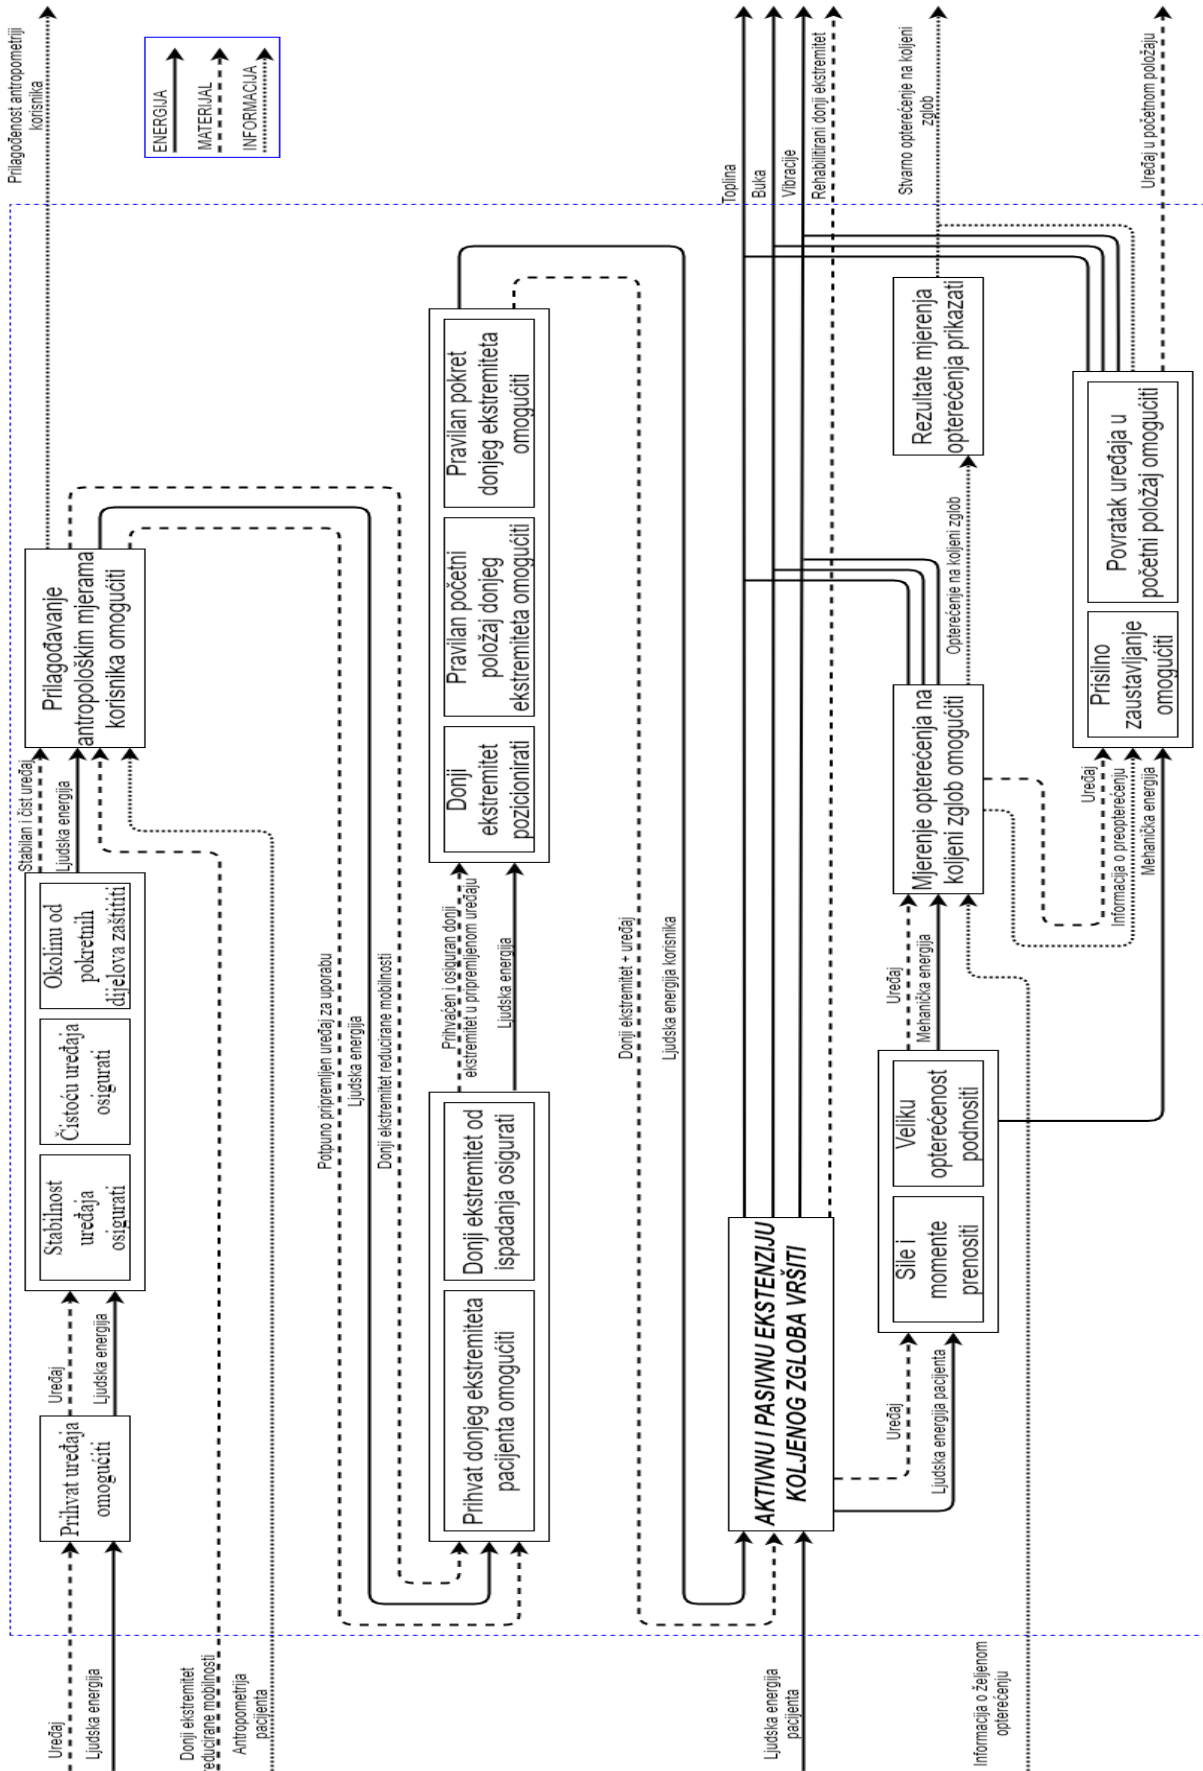 Prilagođenost antropometriji
korisnika
ENERGIJA
MATERIJAL
INFORMACIJA
Uređaj
Ljudska energija
Donji ekstremitet
reducirane mobilnosti
Antropometrija
pacijenta
Prihvat uređaja
omogućiti
Uređaj
Ljudska energija
Stabilnost
uređaja
osigurati
Čistoću uređaja
osigurati
Okolinu od
pokretnih
dijelova zaštititi
Stabilan i čist uređaj
Ljudska energija
Prilagođavanje
antropološkim mjerama
korisnika omogućiti
Potpuno pripremljen uređaj za uporabu
Ljudska energija
Donji ekstremitet reducirane mobilnosti
Prihvat donjeg ekstremiteta
pacijenta omogućiti
Donji ekstremitet od
ispadanja osigurati
Prihvaćen i osiguran donji
ekstremitet u pripremljenom uređaju
Ljudska energija
Donji
ekstremitet
pozicionirati
Pravilan početni
položaj donjeg
ekstremiteta omogućiti
Pravilan pokret
donjeg ekstremiteta
omogućiti
Donji ekstremitet + uređaj
Ljudska energija korisnika
Ljudska energija
pacijenta
AKTIVNU I PASIVNU EKSTENZIJU
KOLJENOG ZGLOBA VRŠITI
Toplina
Buka
Vibracije
Rehabilitirani donji ekstremitet
Uređaj
Ljudska energija pacijenta
Sile i
momente
prenositi
Veliku
opterećenost
podnositi
Uređaj
Mehanička energija
Informacija o željenom
opterećenju
Mjerenje opterećenja na
koljeni zglob omogućiti
Opterećenje na koljeni zglob
Rezultate mjerenja
opterećenja prikazati
Stvarno opterećenje na koljeni
zglob
Uređaj
Informacija o preopterećenju
Mehanička energija
Prisilno
zaustavljanje
omogućiti
Povratak uređaja u
početni položaj omogućiti
Uređaj u početnom položaju